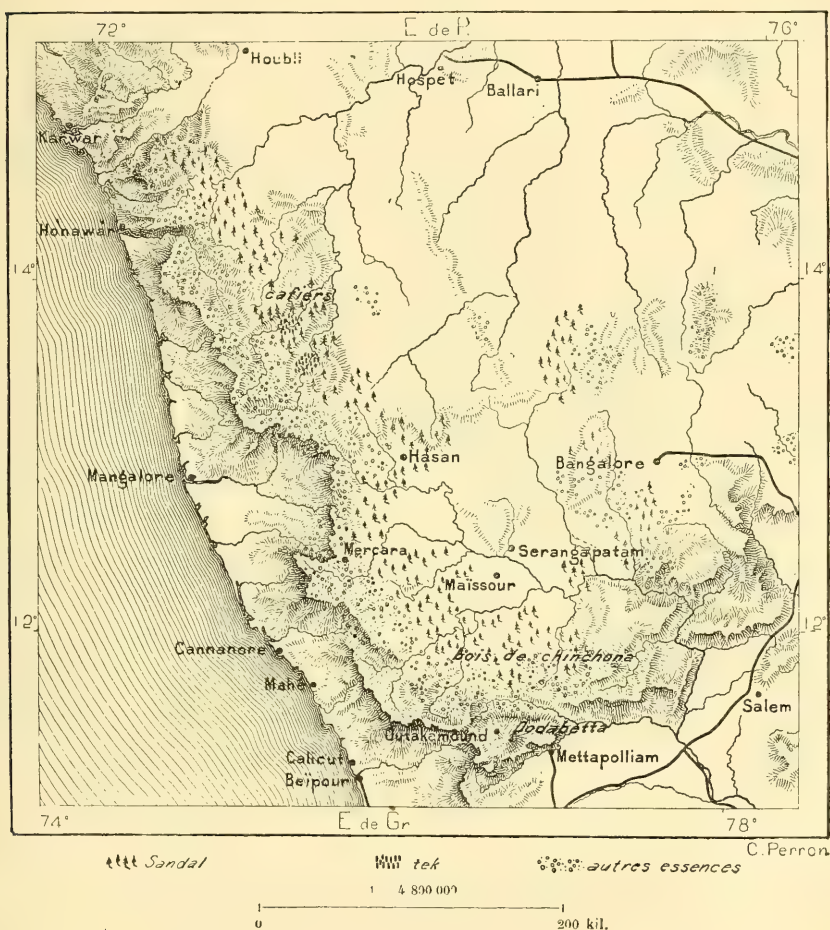 72°
E de P.
76°
Houbli
Hospet
Ballari
Karwar
Honawar
14°
14°
cafiers
Hasan
Bangalore
Mangalore
Mercara
Serangapatam
Maïssour
12°
12°
Cannanore
Bois de chinchona
Mahé
Salem
Outakamound
Dodabetta
Mettapolliam
Calicut
Beïpour
74°
E de Gr
78°
C. Perron
Sandal
tek
autres essences
1 4 800 000
0
200 kil.